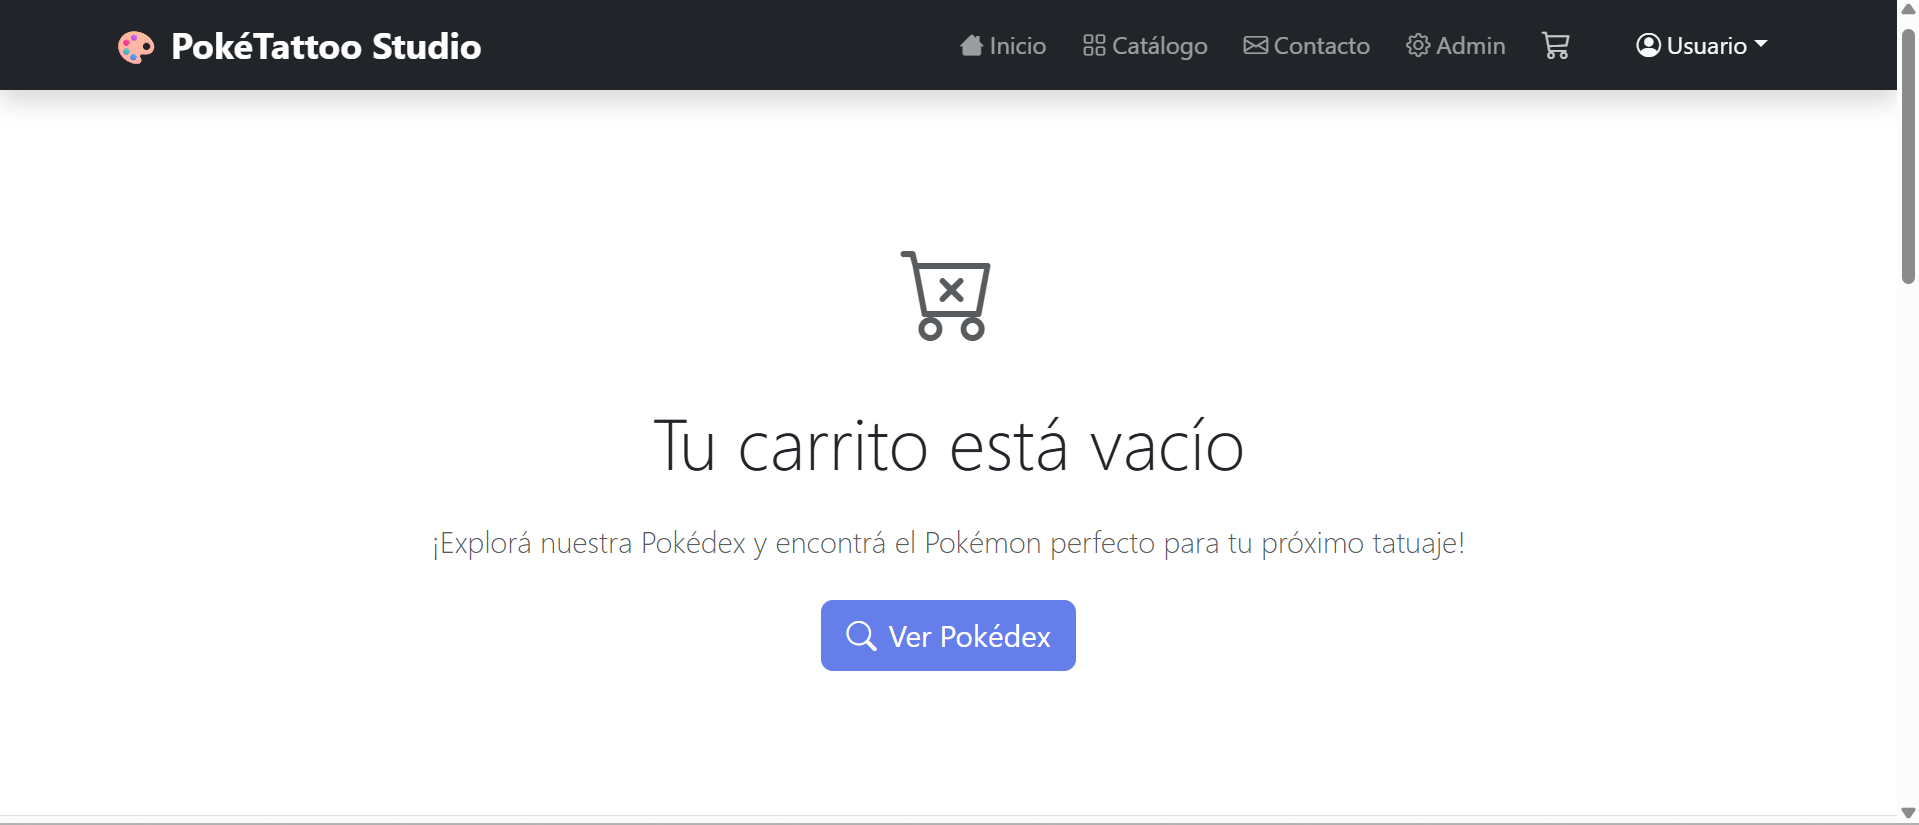 PokéTattoo Studio
Inicio
Catálogo
Contacto
Admin
Usuario
Tu carrito está vacío
¡Explorá nuestra Pokédex y encontrá el Pokémon perfecto para tu próximo tatuaje!
Ver Pokédex